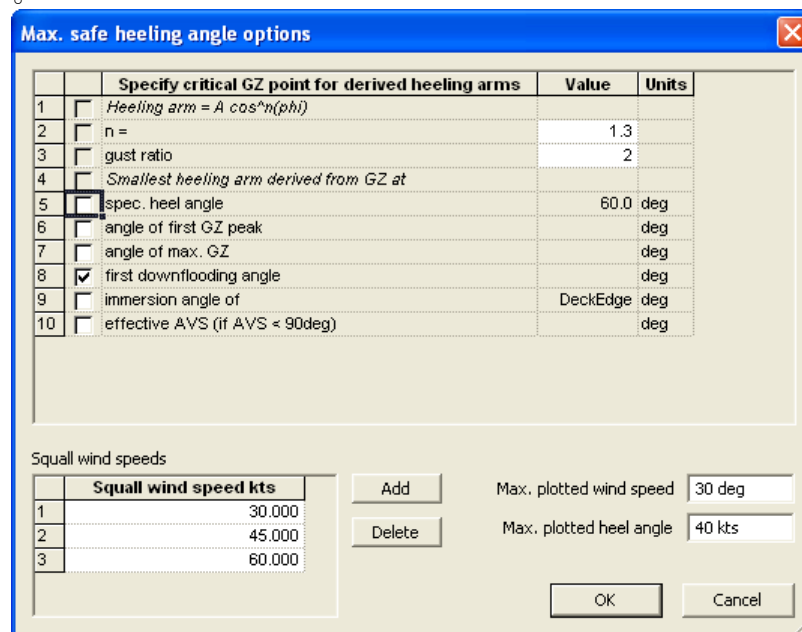 Max. safe heeling angle options
Specify critical GZ point for derived heeling arms Value Units
1 Heeling arm = A cos^n(phi)
2 n = 1.3
3 gust ratio 2
4 Smallest heeling arm derived from GZ at
5 spec. heel angle 60.0 deg
6 angle of first GZ peak deg
7 angle of max. GZ deg
8 first downflooding angle deg
9 immersion angle of DeckEdge deg
10 effective AVS (if AVS < 90deg) deg
Squall wind speeds
Squall wind speed kts
1 30.000
2 45.000
3 60.000
Add
Delete
Max. plotted wind speed 30 deg
Max. plotted heel angle 40 kts
OK Cancel